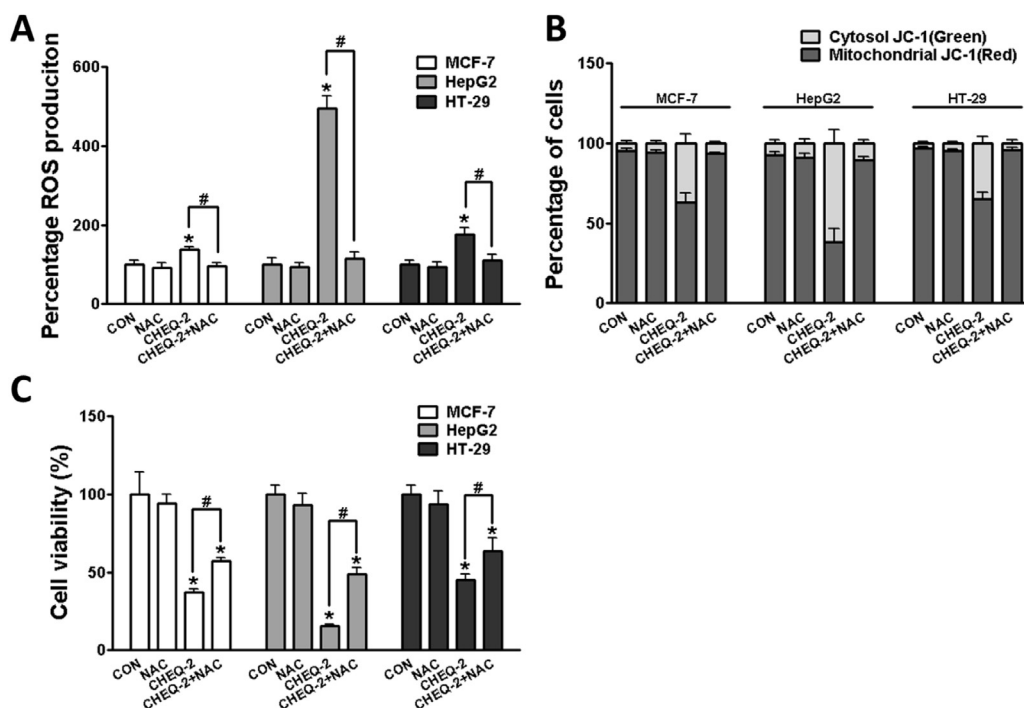 A
Percentage ROS produciton
600
400
200
0
#
*
#
*
#
*
MCF-7
HepG2
HT-29
CON
NAC
CHEQ-2
CHEQ-2+NAC
CON
NAC
CHEQ-2
CHEQ-2+NAC
CON
NAC
CHEQ-2
CHEQ-2+NAC
B
Cytosol JC-1(Green)
Mitochondrial JC-1(Red)
Percentage of cells
150
100
50
0
MCF-7
HepG2
HT-29
CON
NAC
CHEQ-2
CHEQ-2+NAC
CON
NAC
CHEQ-2
CHEQ-2+NAC
CON
NAC
CHEQ-2
CHEQ-2+NAC
C
Cell viability (%)
150
100
50
0
MCF-7
HepG2
HT-29
#
*
*
#
*
*
#
*
*
CON
NAC
CHEQ-2
CHEQ-2+NAC
CON
NAC
CHEQ-2
CHEQ-2+NAC
CON
NAC
CHEQ-2
CHEQ-2+NAC